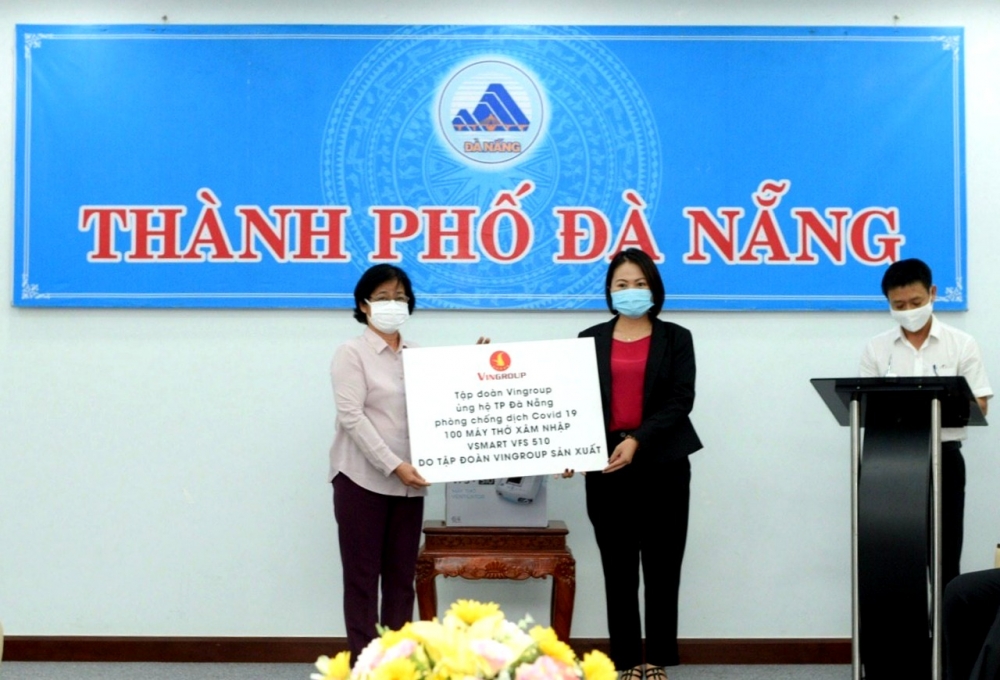 ĐÀ NẴNG
THÀNH PHỐ ĐÀ NẴNG
VINGROUP
Tập đoàn Vingroup
ủng hộ TP Đà Nẵng
phòng chống dịch Covid 19
100 MÁY THỞ XÂM NHẬP
VSMART VFS 510
DO TẬP ĐOÀN VINGROUP SẢN XUẤT